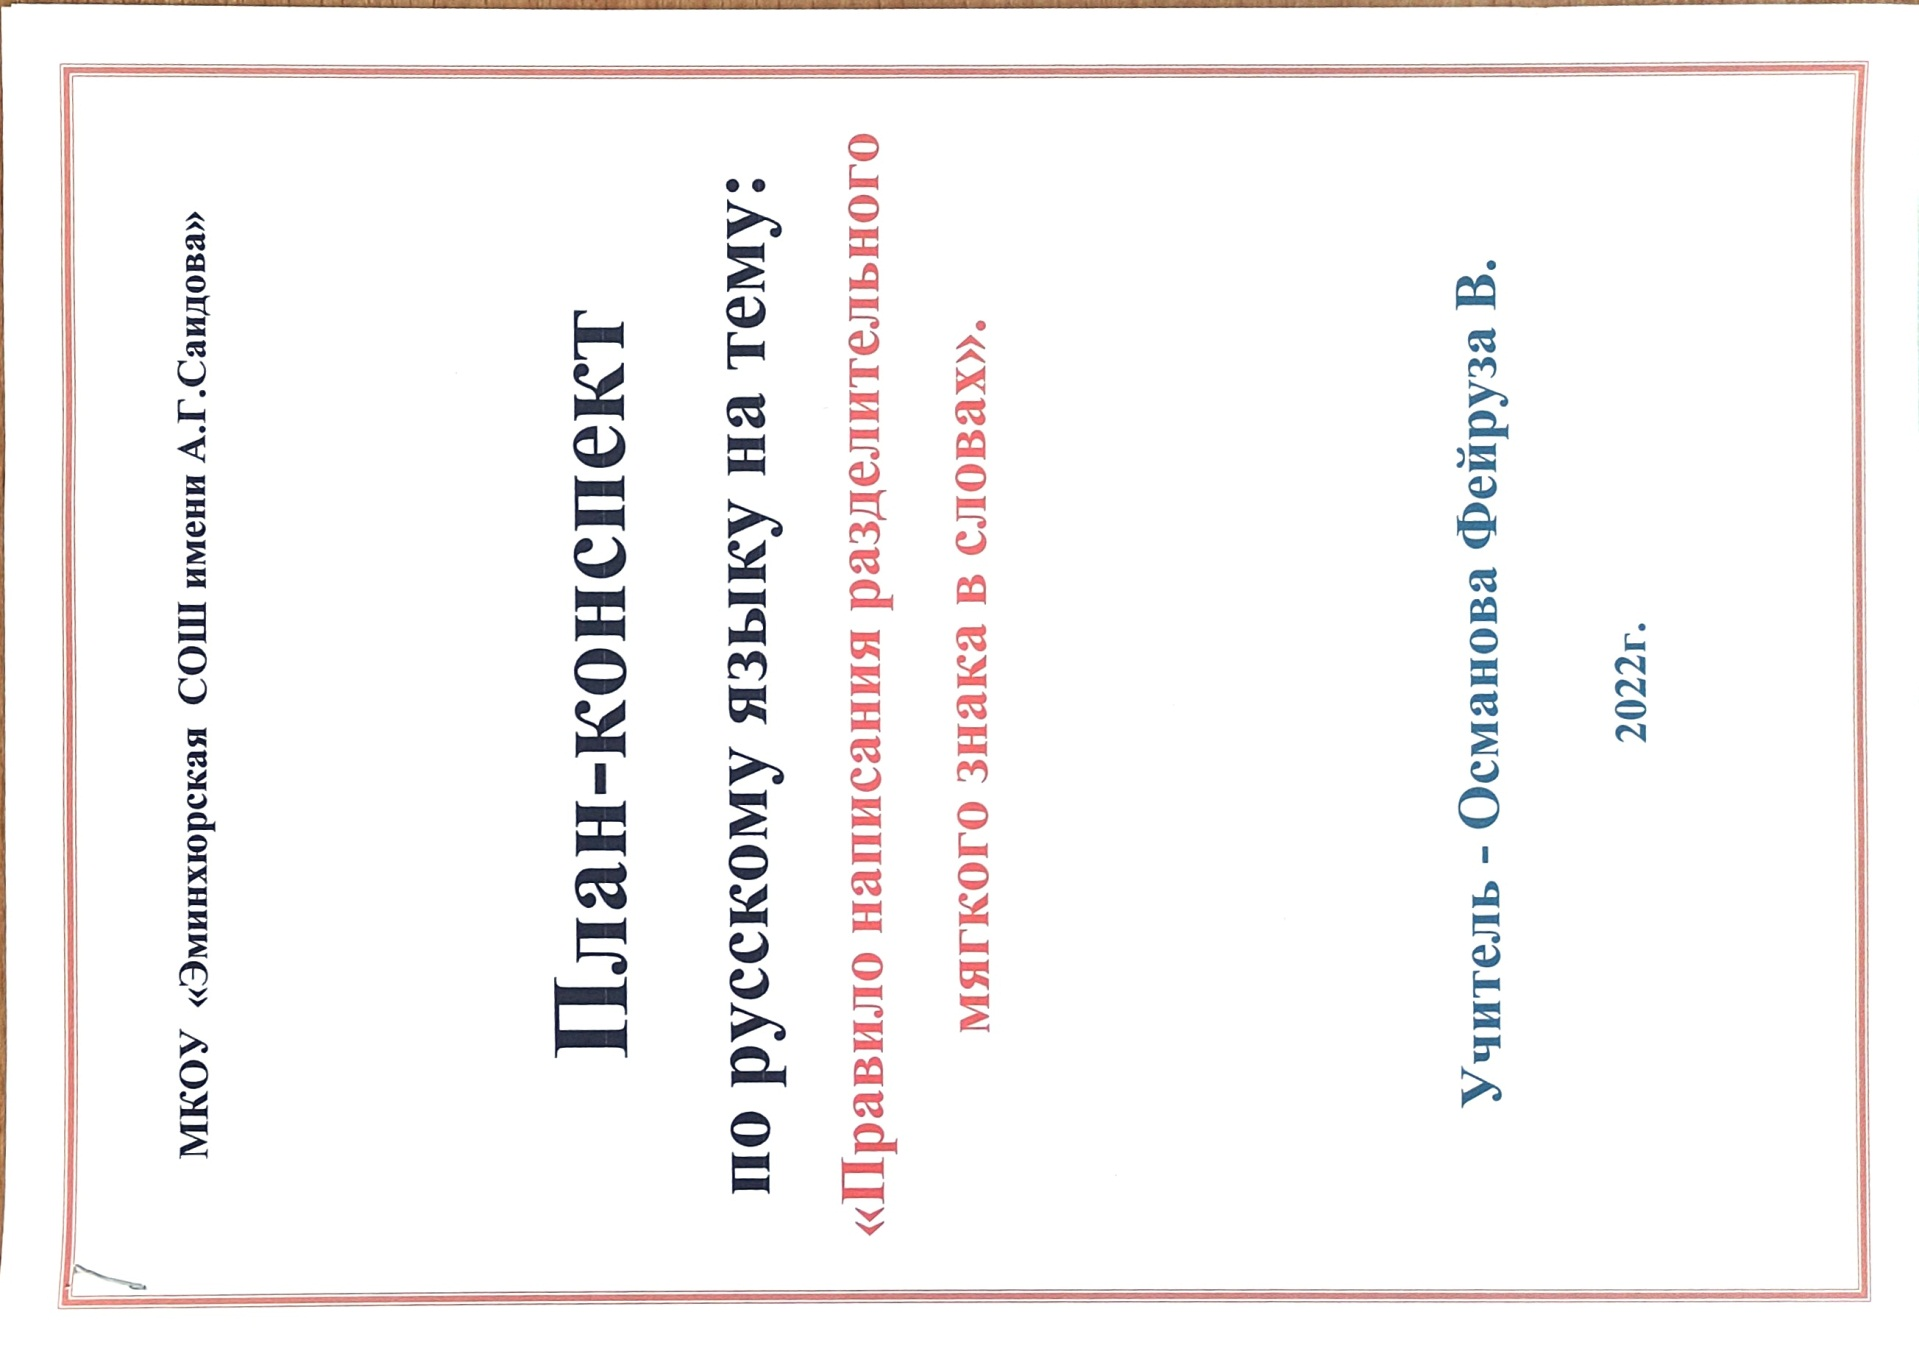 МКОУ «Эминхюрская СОШ имени А.Г.Саидова»
План-конспект
по русскому языку на тему:
«Правило написания разделительного
мягкого знака в словах».
Учитель - Османова Фейруза В.
2022г.